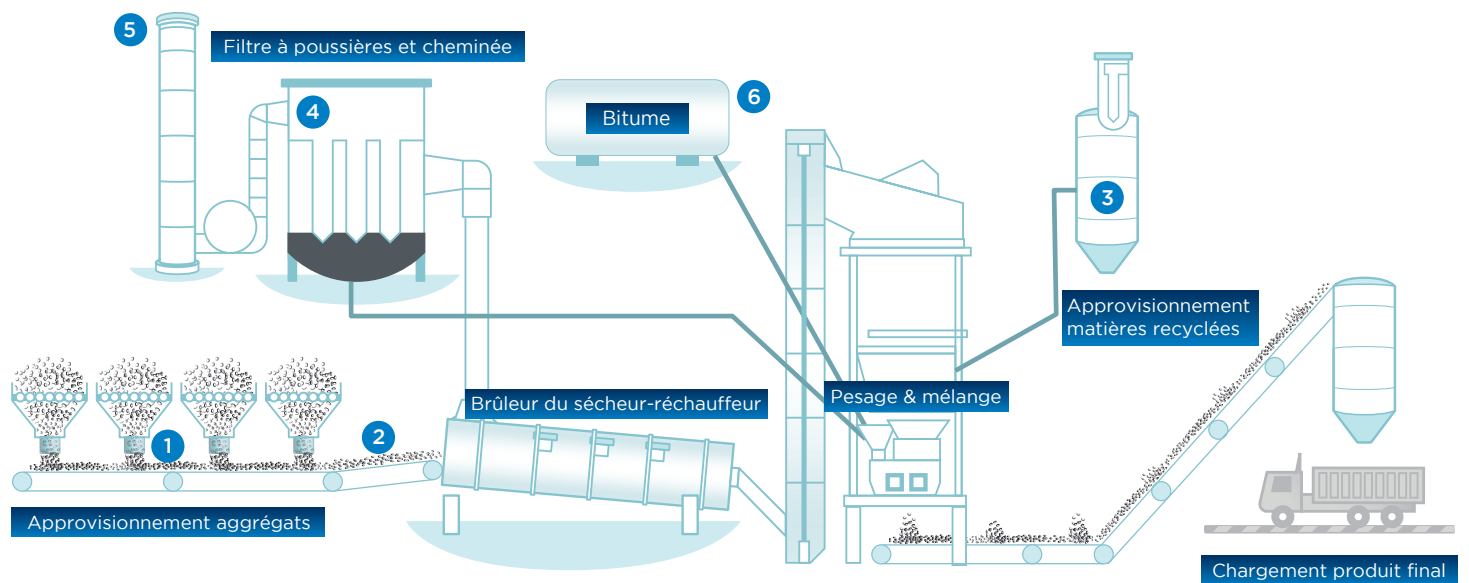 5
Filtre à poussières et cheminée
4
6
Bitume
3
Approvisionnement
matières recyclées
Brûleur du sécheur-réchauffeur
Pesage & mélange
1
2
Approvisionnement aggrégats
Chargement produit final